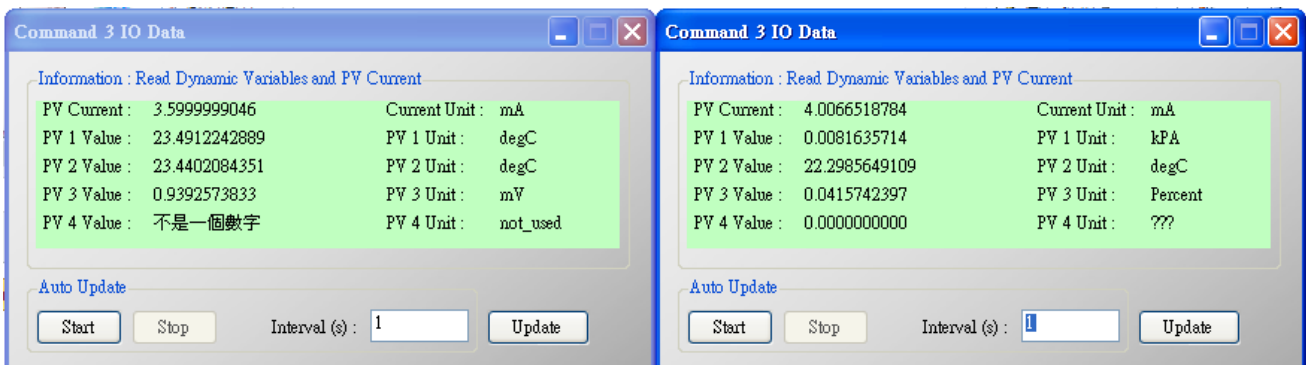 Command 3 IO Data
Information : Read Dynamic Variables and PV Current
PV Current : 3.5999999046 Current Unit : mA
PV 1 Value : 23.4912242889 PV 1 Unit : degC
PV 2 Value : 23.4402084351 PV 2 Unit : degC
PV 3 Value : 0.9392573833 PV 3 Unit : mV
PV 4 Value : 不是一個數字 PV 4 Unit : not_used
Auto Update
Start Stop Interval (s) : 1 Update
Command 3 IO Data
Information : Read Dynamic Variables and PV Current
PV Current : 4.0066518784 Current Unit : mA
PV 1 Value : 0.0081635714 PV 1 Unit : kPA
PV 2 Value : 22.2985649109 PV 2 Unit : degC
PV 3 Value : 0.0415742397 PV 3 Unit : Percent
PV 4 Value : 0.0000000000 PV 4 Unit : ???
Auto Update
Start Stop Interval (s) : 1 Update